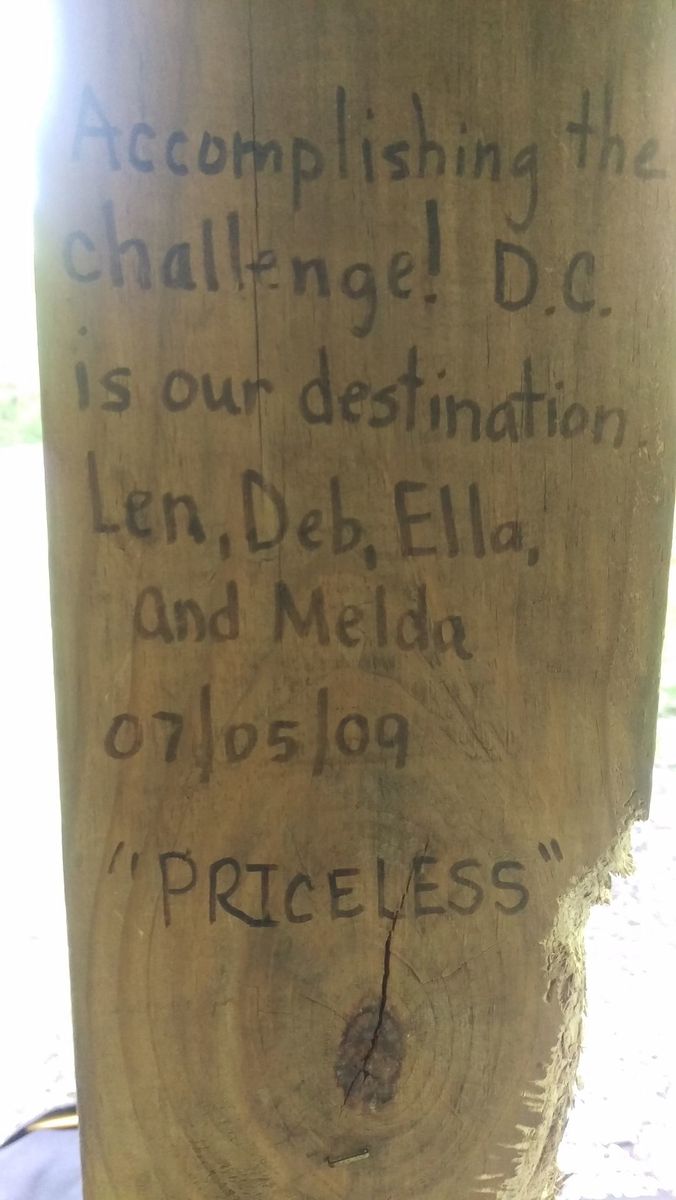 Accomplishing the
challenge! D.C.
is our destination.
Len, Deb, Ella,
and Melda
07/05/09
"PRICELESS"